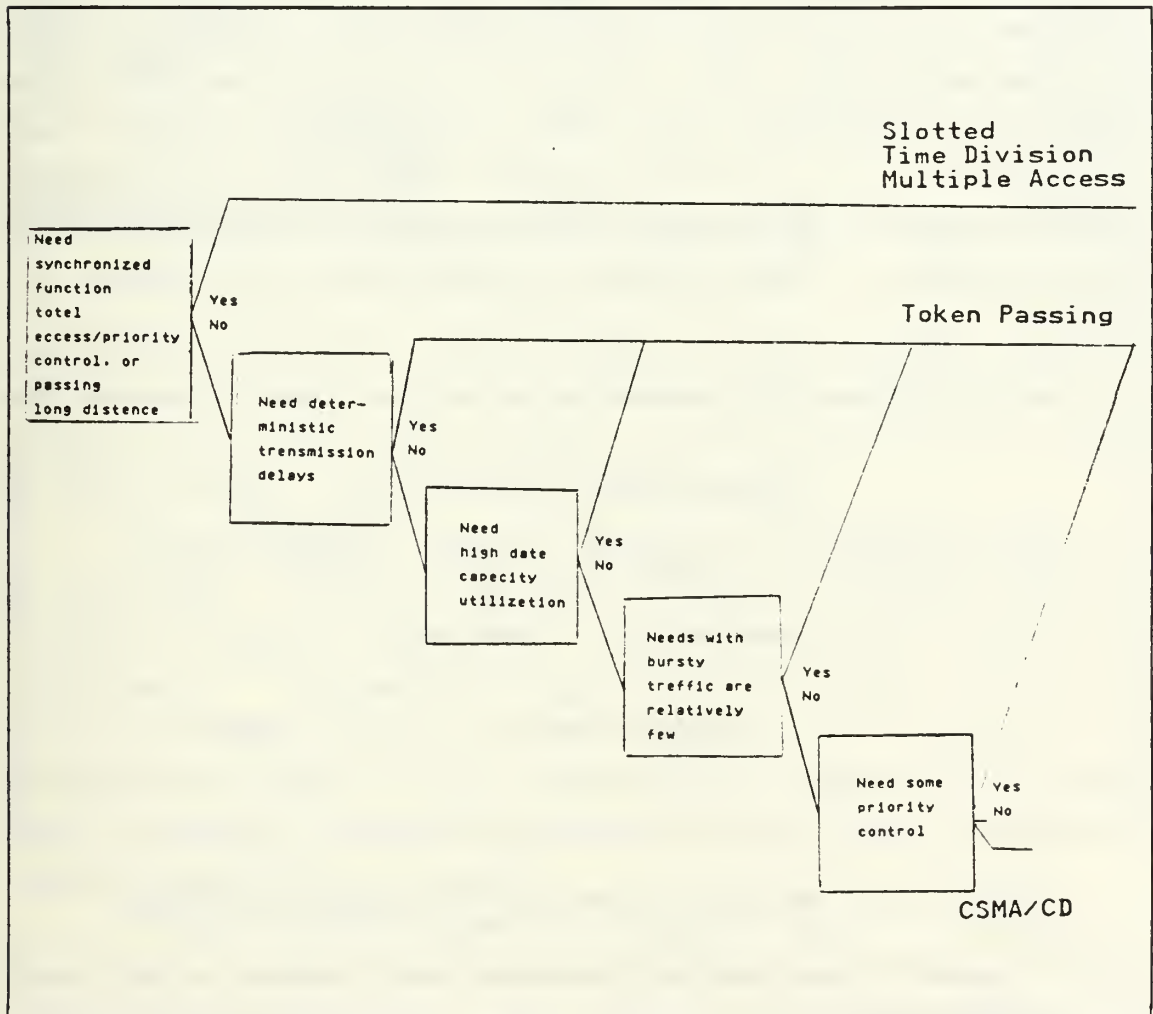 Slotted
Time Division
Multiple Access
Need
synchronized
function
totel
eccess/priority
control. or
passing
long distence
Yes
No
Token Passing
Need deter-
ministic
trensmission
delays
Yes
No
Need
high date
capecity
utilizetion
Yes
No
Needs with
bursty
treffic are
relatively
few
Yes
No
Need some
priority
control
Yes
No
CSMA/CD